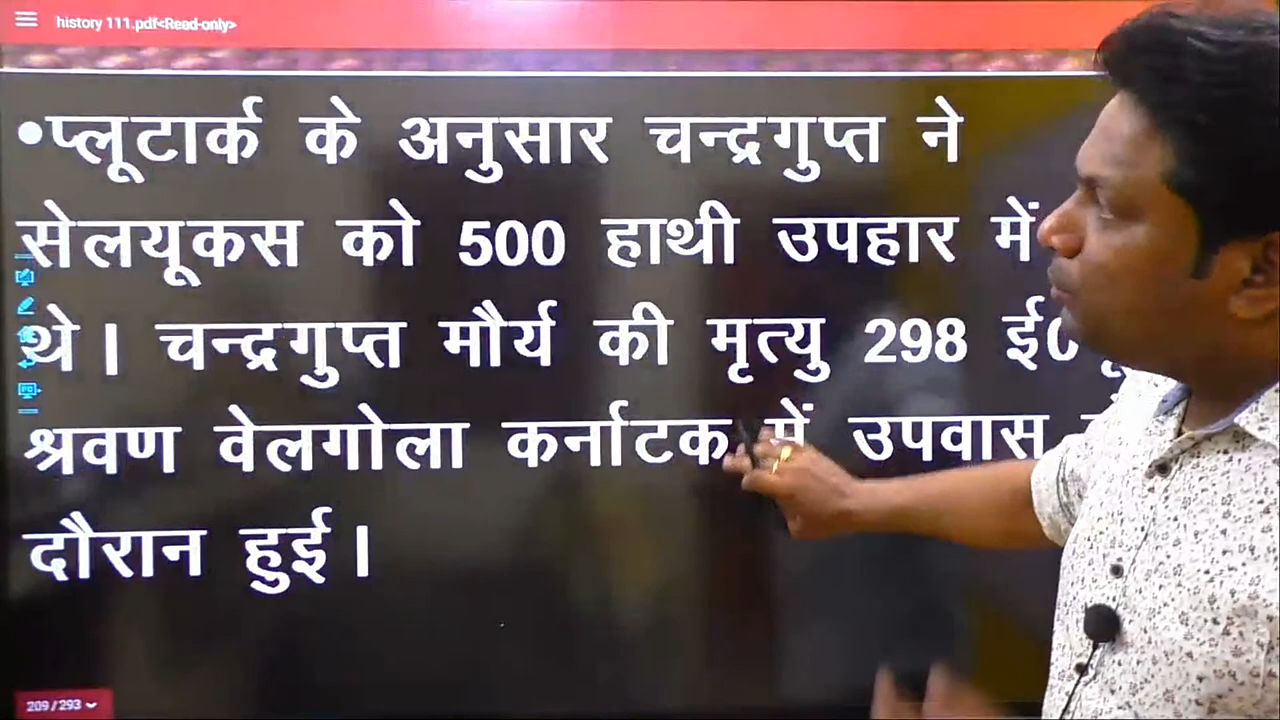 history 111.pdf<Read-only>
•प्लूटार्क के अनुसार चन्द्रगुप्त ने
सेलयूकस को 500 हाथी उपहार में
थे। चन्द्रगुप्त मौर्य की मृत्यु 298 ई0
श्रवण वेलगोला कर्नाटक में उपवास
दौरान हुई।
209 / 293